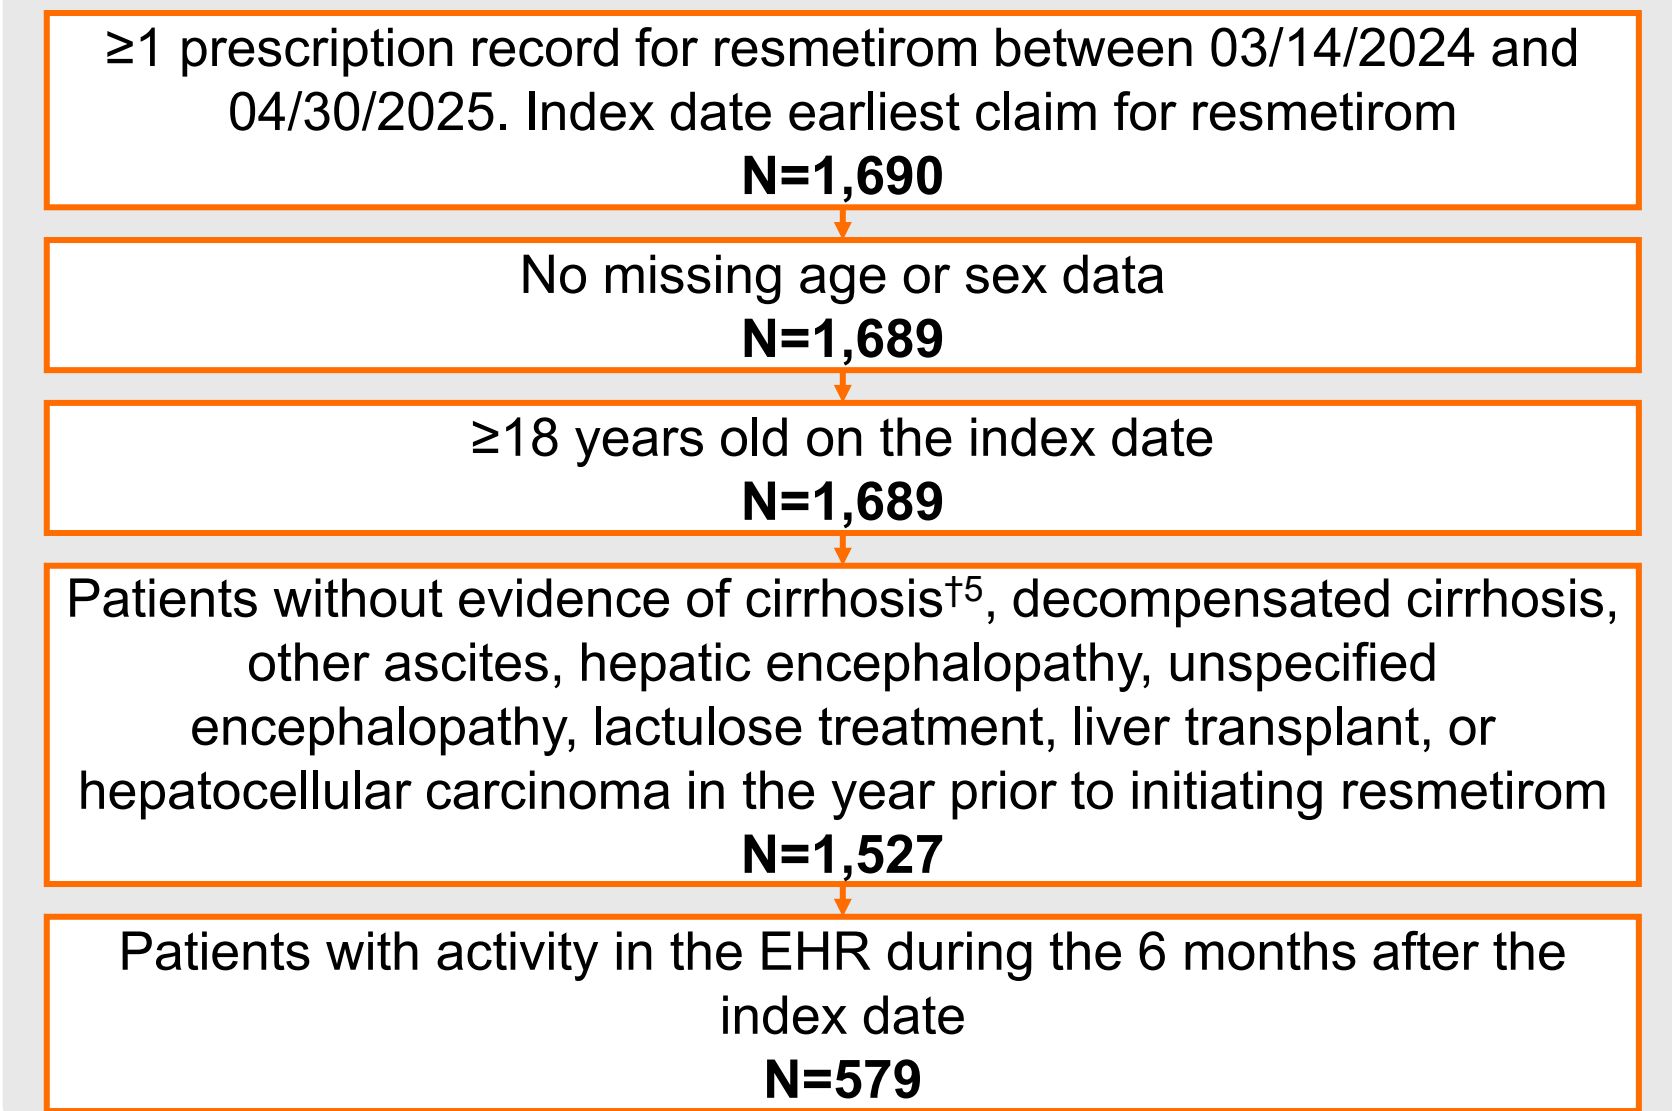 ≥1 prescription record for resmetirom between 03/14/2024 and
04/30/2025. Index date earliest claim for resmetirom
N=1,690
No missing age or sex data
N=1,689
≥18 years old on the index date
N=1,689
Patients without evidence of cirrhosis†5, decompensated cirrhosis,
other ascites, hepatic encephalopathy, unspecified
encephalopathy, lactulose treatment, liver transplant, or
hepatocellular carcinoma in the year prior to initiating resmetirom
N=1,527
Patients with activity in the EHR during the 6 months after the
index date
N=579